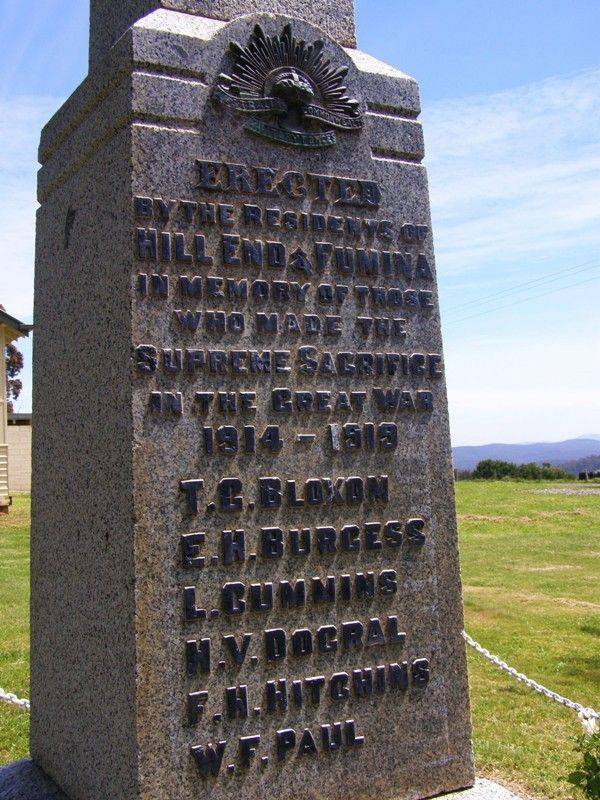 ERECTED
BY THE RESIDENTS OF
HILL END & FUMINA
IN MEMORY OF THOSE
WHO MADE THE
SUPREME SACRIFICE
IN THE GREAT WAR
1914 - 1919
T.C. BLOXOM
E.H. BURGESS
L. CUMMINS
H.V. DOGRAL
F.H. HITCHINS
W.F. PAUL